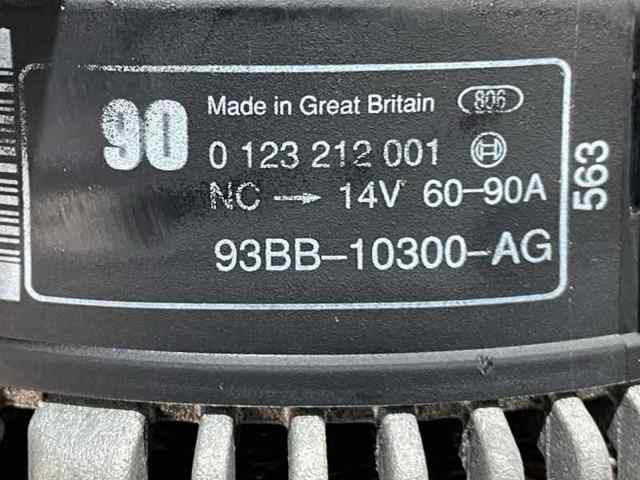 90
Made in Great Britain 806
0 123 212 001
NC 14V 60-90A
93BB-10300-AG
563